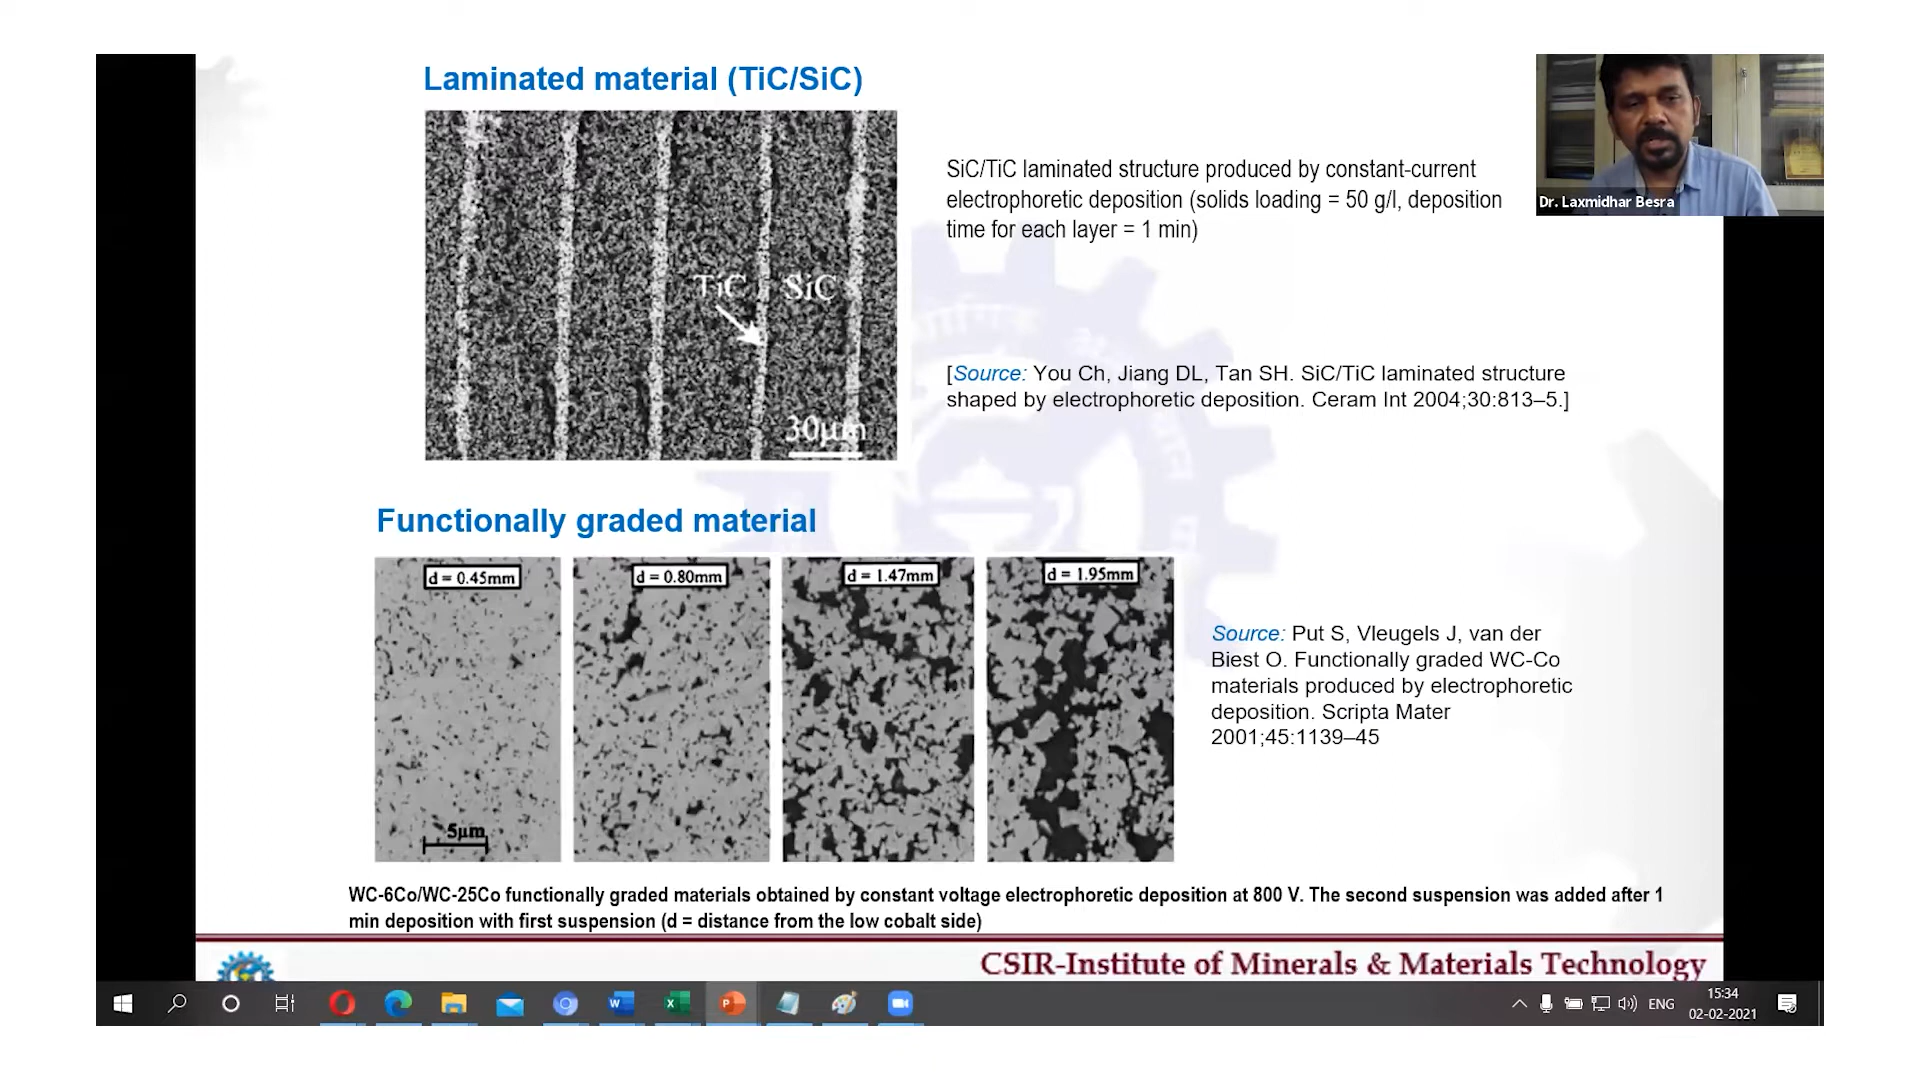 Laminated material (TiC/SiC)
TiC
SiC
30µm
SiC/TiC laminated structure produced by constant-current
electrophoretic deposition (solids loading = 50 g/l, deposition
time for each layer = 1 min)
Dr. Laxmidhar Besra
[Source: You Ch, Jiang DL, Tan SH. SiC/TiC laminated structure
shaped by electrophoretic deposition. Ceram Int 2004;30:813–5.]
Functionally graded material
d = 0.45mm
d = 0.80mm
d = 1.47mm
d = 1.95mm
5µm
Source: Put S, Vleugels J, van der
Biest O. Functionally graded WC-Co
materials produced by electrophoretic
deposition. Scripta Mater
2001;45:1139–45
WC-6Co/WC-25Co functionally graded materials obtained by constant voltage electrophoretic deposition at 800 V. The second suspension was added after 1
min deposition with first suspension (d = distance from the low cobalt side)
CSIR-Institute of Minerals & Materials Technology
ENG
15:34
02-02-2021